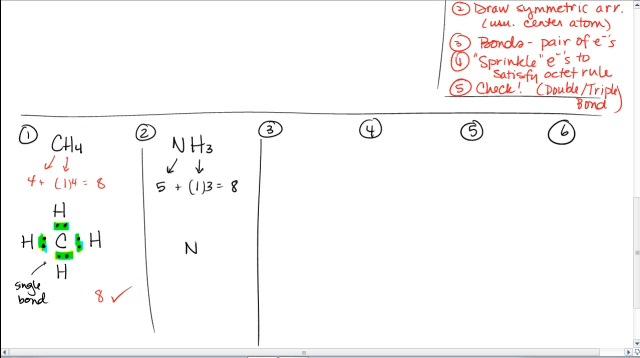 ② Draw symmetric arr.
(usu. center atom)
③ Bonds - pair of e⁻'s
④ "Sprinkle" e⁻'s to
satisfy octet rule
⑤ Check! (Double/Triple
Bond)
① ② ③ ④ ⑤ ⑥
CH₄ NH₃
4 + (1)4 = 8 5 + (1)3 = 8
H
H C H N
H
single
bond
8 ✓